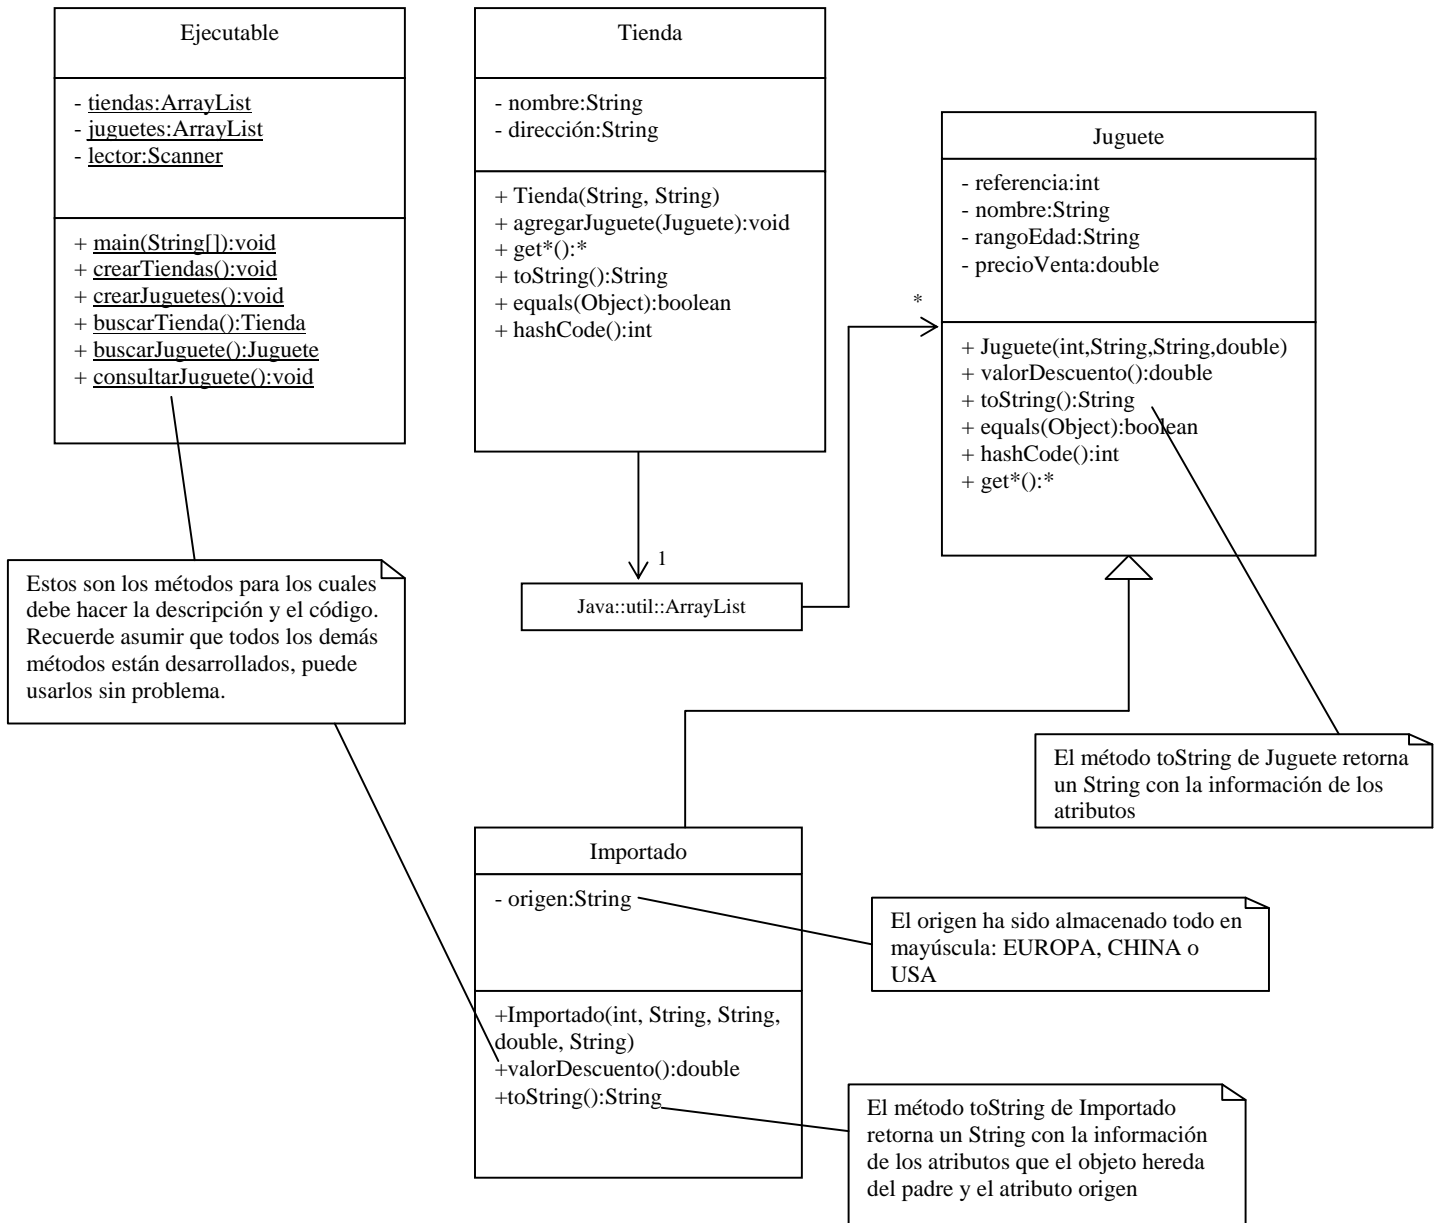 Ejecutable
- tiendas:ArrayList
- juguetes:ArrayList
- lector:Scanner
+ main(String[]):void
+ crearTiendas():void
+ crearJuguetes():void
+ buscarTienda():Tienda
+ buscarJuguete():Juguete
+ consultarJuguete():void
Tienda
- nombre:String
- dirección:String
+ Tienda(String, String)
+ agregarJuguete(Juguete):void
+ get*():*
+ toString():String
+ equals(Object):boolean
+ hashCode():int
Juguete
- referencia:int
- nombre:String
- rangoEdad:String
- precioVenta:double
+ Juguete(int,String,String,double)
+ valorDescuento():double
+ toString():String
+ equals(Object):boolean
+ hashCode():int
+ get*():*
*
1
Java::util::ArrayList
Estos son los métodos para los cuales
debe hacer la descripción y el código.
Recuerde asumir que todos los demás
métodos están desarrollados, puede
usarlos sin problema.
El método toString de Juguete retorna
un String con la información de los
atributos
Importado
- origen:String
+Importado(int, String, String,
double, String)
+valorDescuento():double
+toString():String
El origen ha sido almacenado todo en
mayúscula: EUROPA, CHINA o
USA
El método toString de Importado
retorna un String con la información
de los atributos que el objeto hereda
del padre y el atributo origen